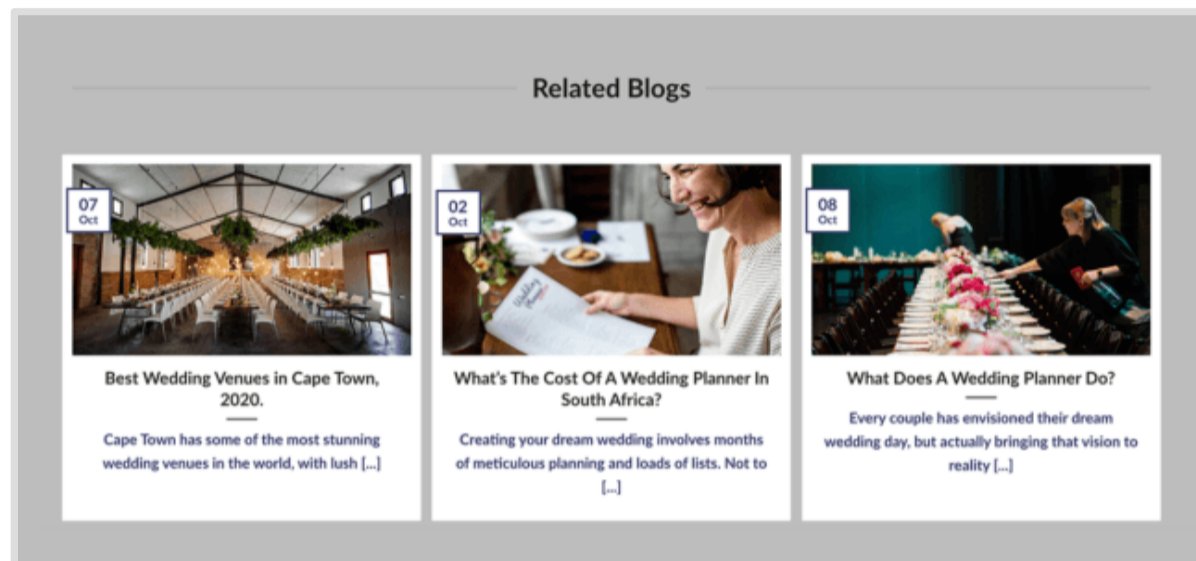 Related Blogs
07
Oct
Best Wedding Venues in Cape Town,
2020.
Cape Town has some of the most stunning
wedding venues in the world, with lush [...]
02
Oct
Wedding
What's The Cost Of A Wedding Planner In
South Africa?
Creating your dream wedding involves months
of meticulous planning and loads of lists. Not to
[...]
08
Oct
What Does A Wedding Planner Do?
Every couple has envisioned their dream
wedding day, but actually bringing that vision to
reality [...]